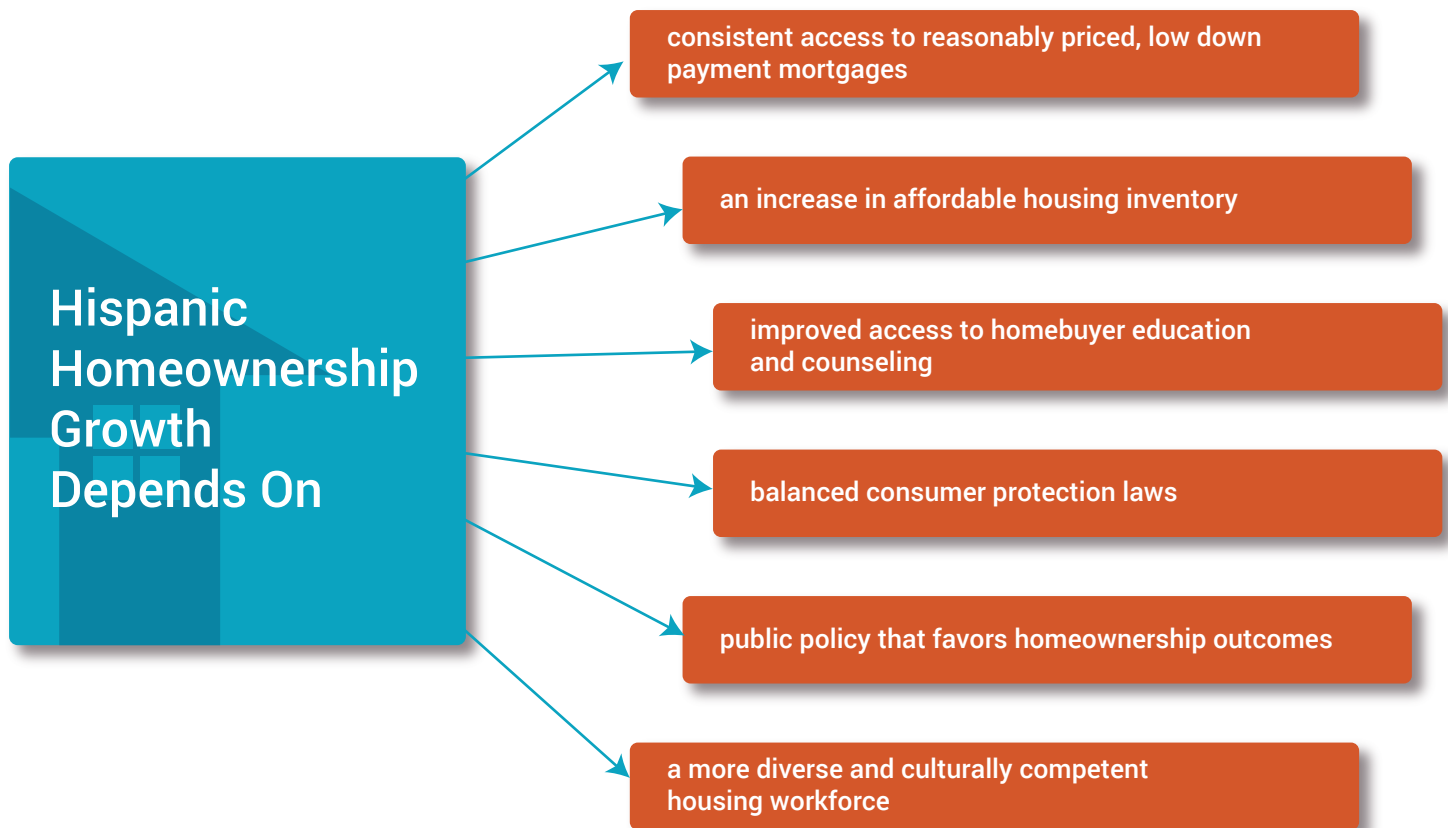 Hispanic
Homeownership
Growth
Depends On
consistent access to reasonably priced, low down
payment mortgages
an increase in affordable housing inventory
improved access to homebuyer education
and counseling
balanced consumer protection laws
public policy that favors homeownership outcomes
a more diverse and culturally competent
housing workforce